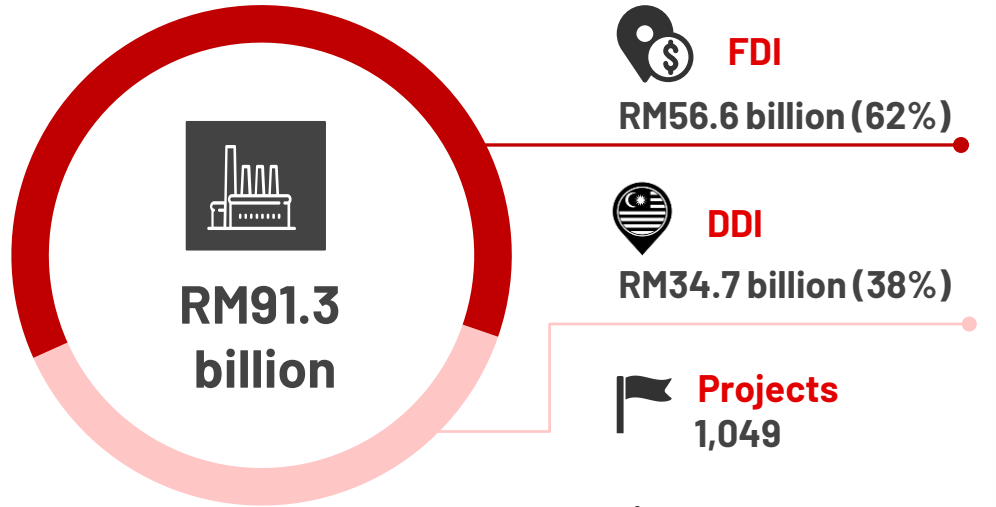 FDI
RM56.6 billion (62%)
DDI
RM34.7 billion (38%)
RM91.3
billion
Projects
1,049